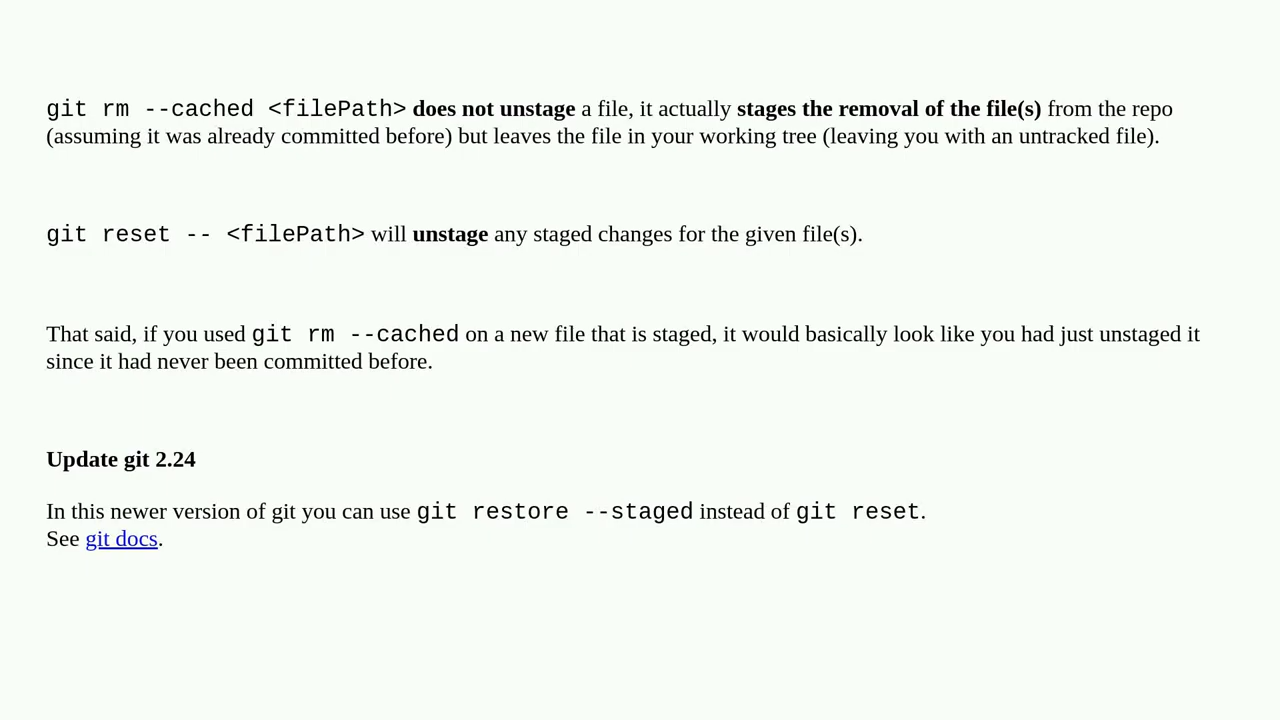 git rm --cached <filePath> does not unstage a file, it actually stages the removal of the file(s) from the repo
(assuming it was already committed before) but leaves the file in your working tree (leaving you with an untracked file).
git reset -- <filePath> will unstage any staged changes for the given file(s).
That said, if you used git rm --cached on a new file that is staged, it would basically look like you had just unstaged it
since it had never been committed before.
Update git 2.24
In this newer version of git you can use git restore --staged instead of git reset.
See git docs.